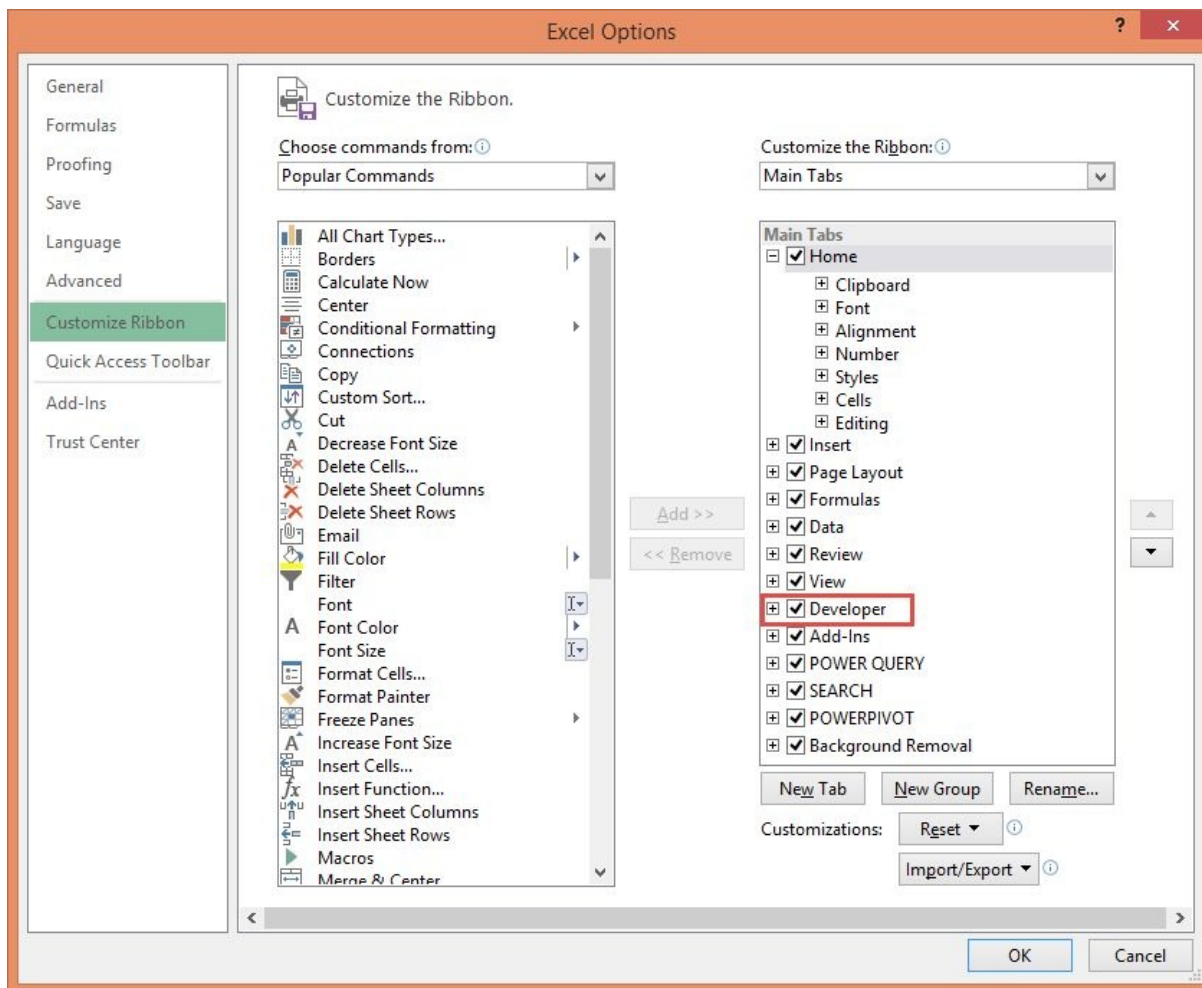 Excel Options
?
General
Formulas
Proofing
Save
Language
Advanced
Customize Ribbon
Quick Access Toolbar
Add-Ins
Trust Center
Customize the Ribbon.
Choose commands from:
Popular Commands
All Chart Types...
Borders
Calculate Now
Center
Conditional Formatting
Connections
Copy
Custom Sort...
Cut
Decrease Font Size
Delete Cells...
Delete Sheet Columns
Delete Sheet Rows
Email
Fill Color
Filter
Font
Font Color
Font Size
Format Cells...
Format Painter
Freeze Panes
Increase Font Size
Insert Cells...
Insert Function...
Insert Sheet Columns
Insert Sheet Rows
Macros
Merge & Center
Add >>
<< Remove
Customize the Ribbon:
Main Tabs
Main Tabs
Home
Clipboard
Font
Alignment
Number
Styles
Cells
Editing
Insert
Page Layout
Formulas
Data
Review
View
Developer
Add-Ins
POWER QUERY
SEARCH
POWERPIVOT
Background Removal
New Tab New Group Rename...
Customizations: Reset
Import/Export
OK Cancel